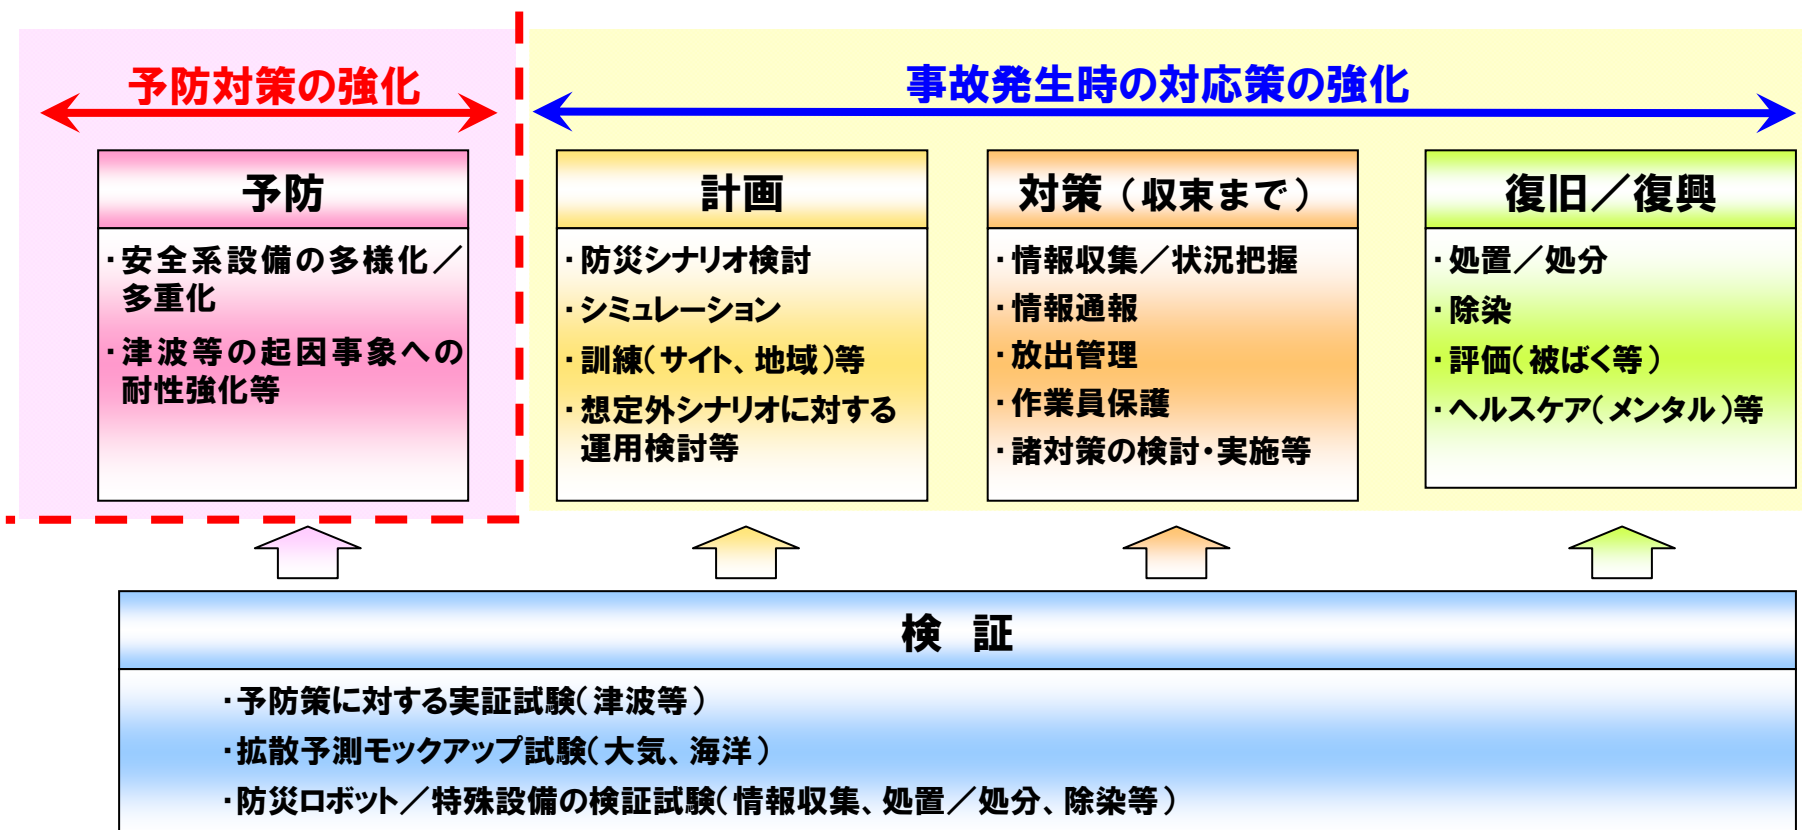 予防対策の強化
事故発生時の対応策の強化
予防
・安全系設備の多様化／
多重化
・津波等の起因事象への
耐性強化等
計画
・防災シナリオ検討
・シミュレーション
・訓練(サイト、地域)等
・想定外シナリオに対する
運用検討等
対策（収束まで）
・情報収集／状況把握
・情報通報
・放出管理
・作業員保護
・諸対策の検討・実施等
復旧／復興
・処置／処分
・除染
・評価(被ばく等)
・ヘルスケア(メンタル)等
検　証
・予防策に対する実証試験(津波等)
・拡散予測モックアップ試験(大気、海洋)
・防災ロボット／特殊設備の検証試験(情報収集、処置／処分、除染等)